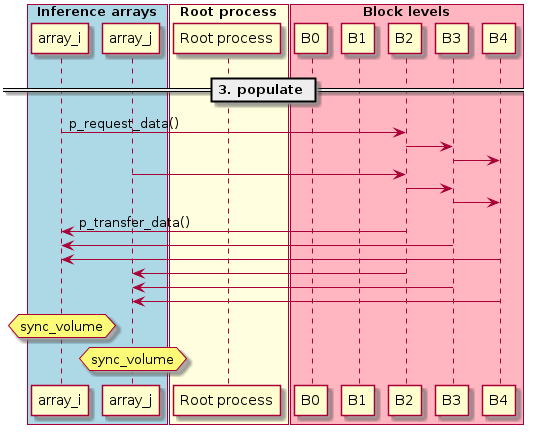 Inference arrays Root process Block levels
array_i array_j Root process B0 B1 B2 B3 B4
3. populate
p_request_data()
p_transfer_data()
sync_volume
sync_volume
array_i array_j Root process B0 B1 B2 B3 B4